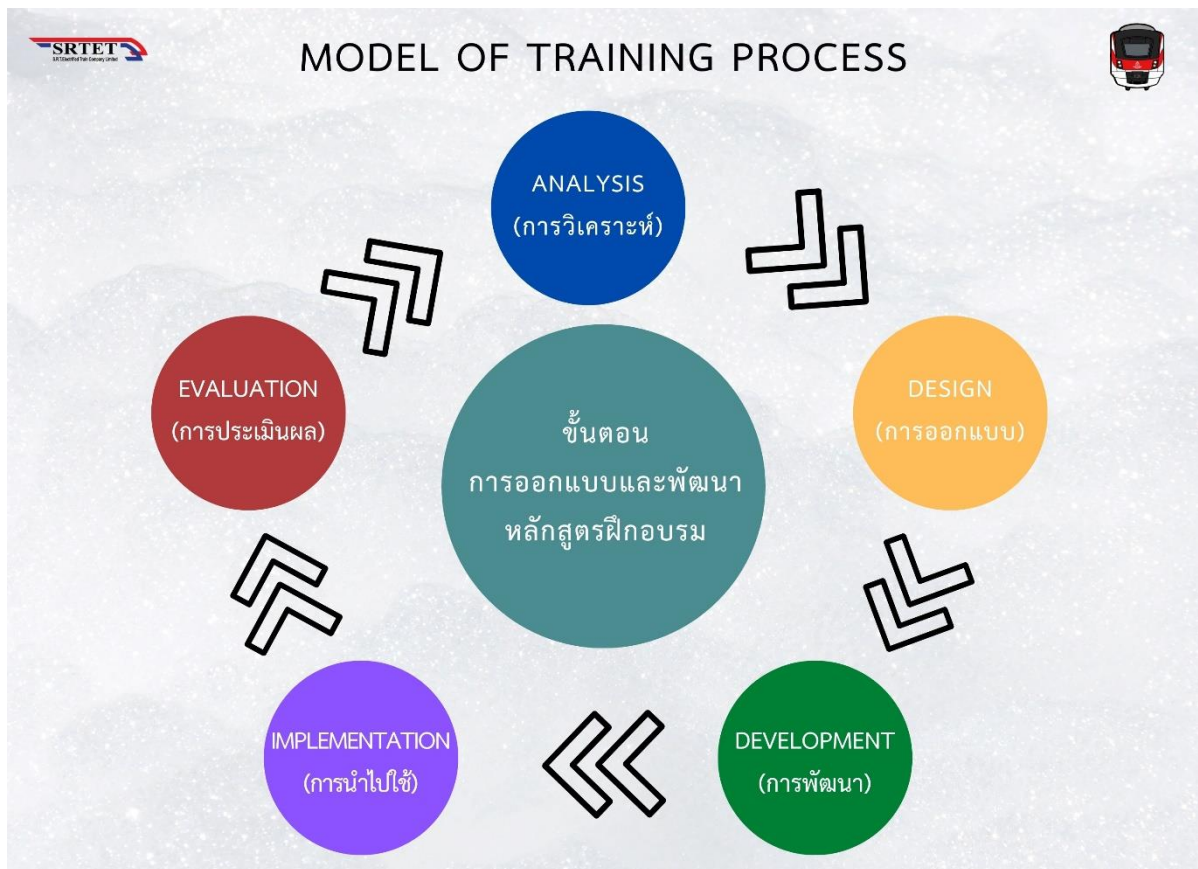 SRTET
S.R.T.Electrified Train Company Limited
MODEL OF TRAINING PROCESS
ANALYSIS
(การวิเคราะห์)
DESIGN
(การออกแบบ)
DEVELOPMENT
(การพัฒนา)
IMPLEMENTATION
(การนำไปใช้)
EVALUATION
(การประเมินผล)
ขั้นตอน
การออกแบบและพัฒนา
หลักสูตรฝึกอบรม